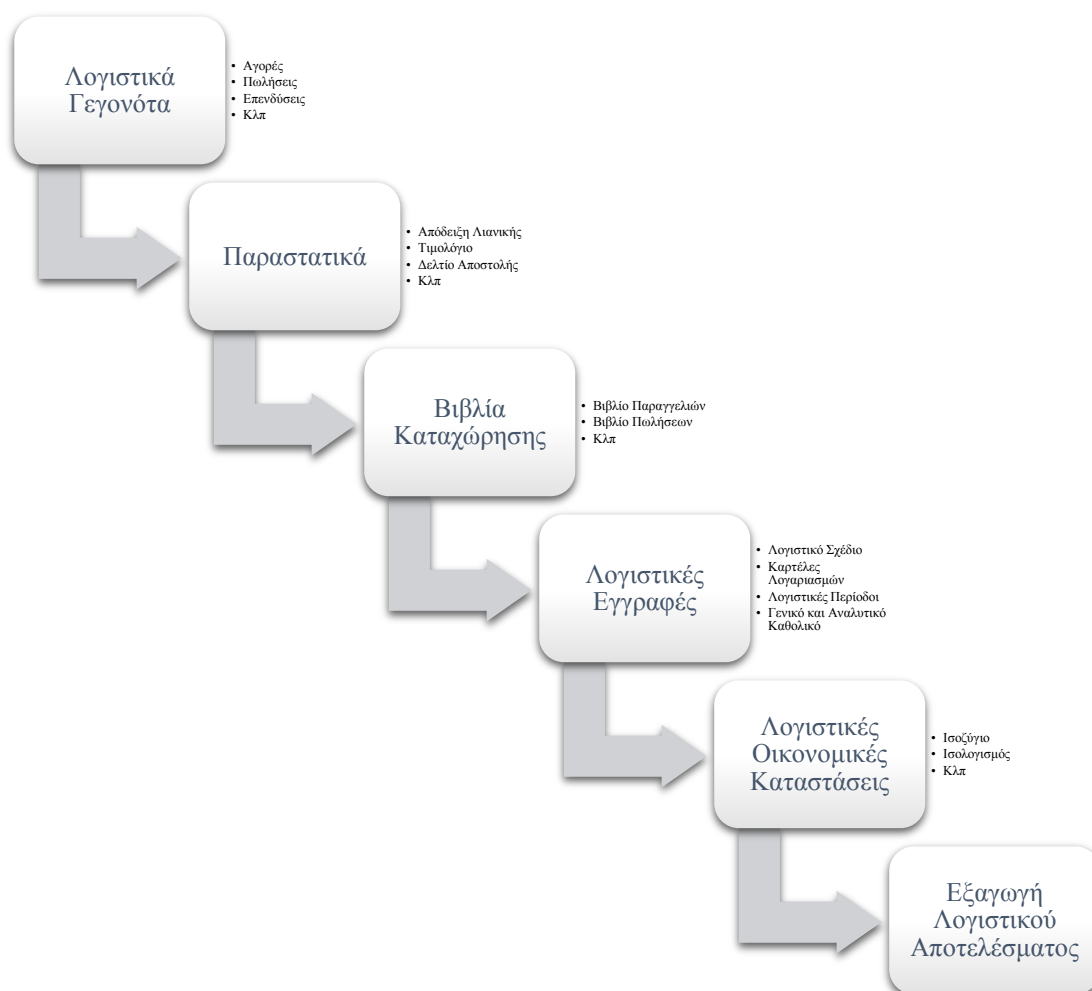 Λογιστικά
Γεγονότα
• Αγορές
• Πωλήσεις
• Επενδύσεις
• Κλπ
Παραστατικά
• Απόδειξη Λιανικής
• Τιμολόγιο
• Δελτίο Αποστολής
• Κλπ
Βιβλία
Καταχώρησης
• Βιβλίο Παραγγελιών
• Βιβλίο Πωλήσεων
• Κλπ
Λογιστικές
Εγγραφές
• Λογιστικό Σχέδιο
• Καρτέλες
Λογαριασμών
• Λογιστικές Περίοδοι
• Γενικό και Αναλυτικό
Καθολικό
Λογιστικές
Οικονομικές
Καταστάσεις
• Ισοζύγιο
• Ισολογισμός
• Κλπ
Εξαγωγή
Λογιστικού
Αποτελέσματος